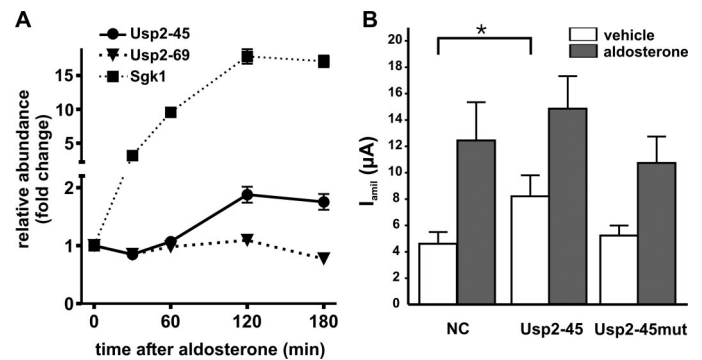 A
Usp2-45
Usp2-69
Sgk1
relative abundance
(fold change)
15
10
5
2
1
0
0 60 120 180
time after aldosterone (min)
B
vehicle
aldosterone
*
I amil (µA)
20
18
16
14
12
10
8
6
4
2
0
NC Usp2-45 Usp2-45mut